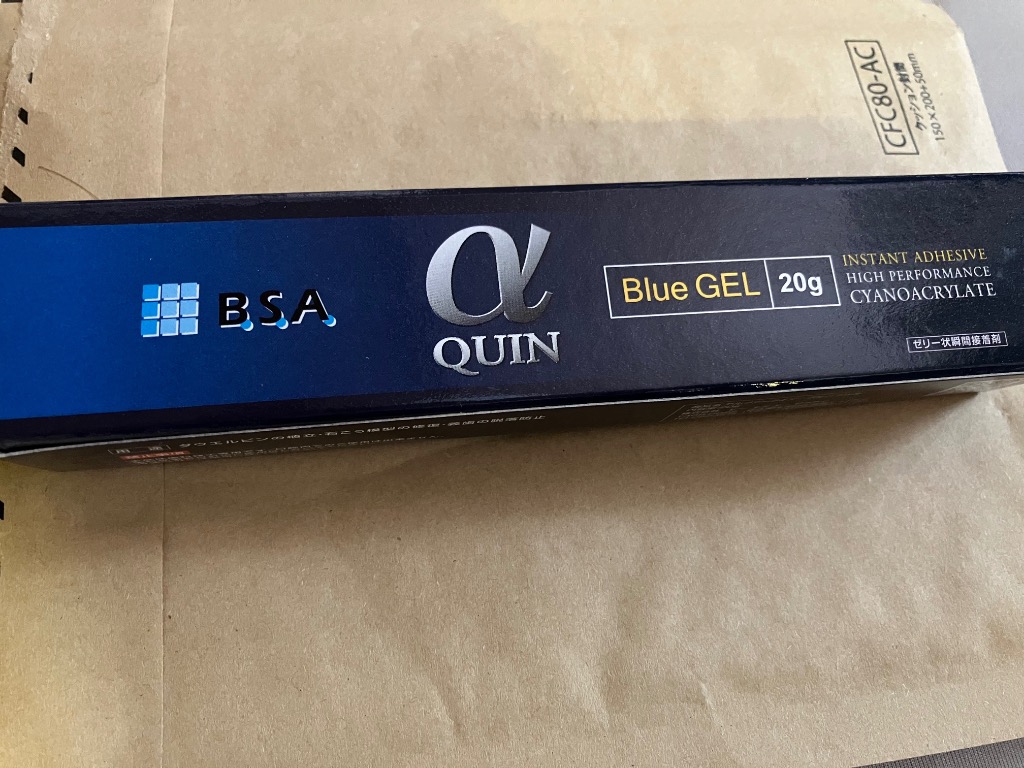 CFC80-AC
クッション封筒
150×200+50mm
B.S.A.
α
QUIN
Blue GEL 20g
INSTANT ADHESIVE
HIGH PERFORMANCE
CYANOACRYLATE
ゼリー状瞬間接着剤